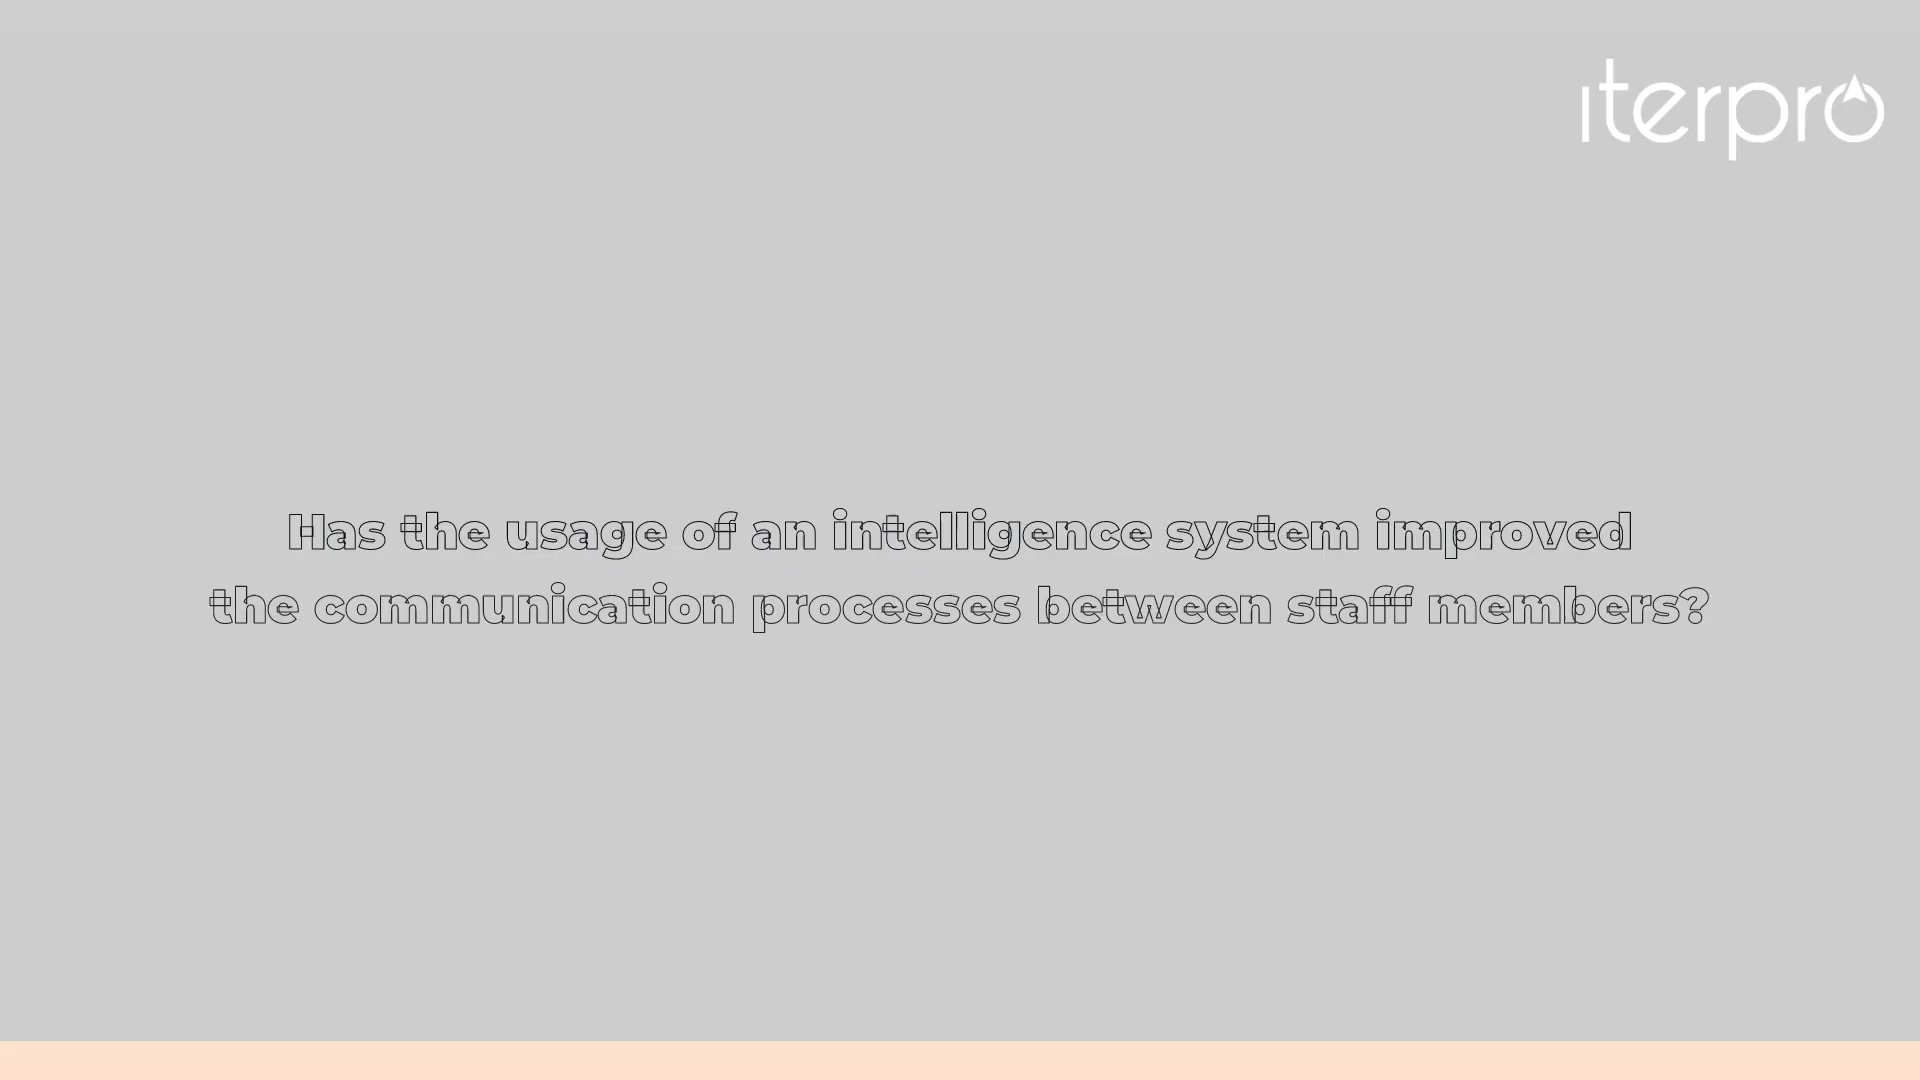 iterpro
Has the usage of an intelligence system improved
the communication processes between staff members?